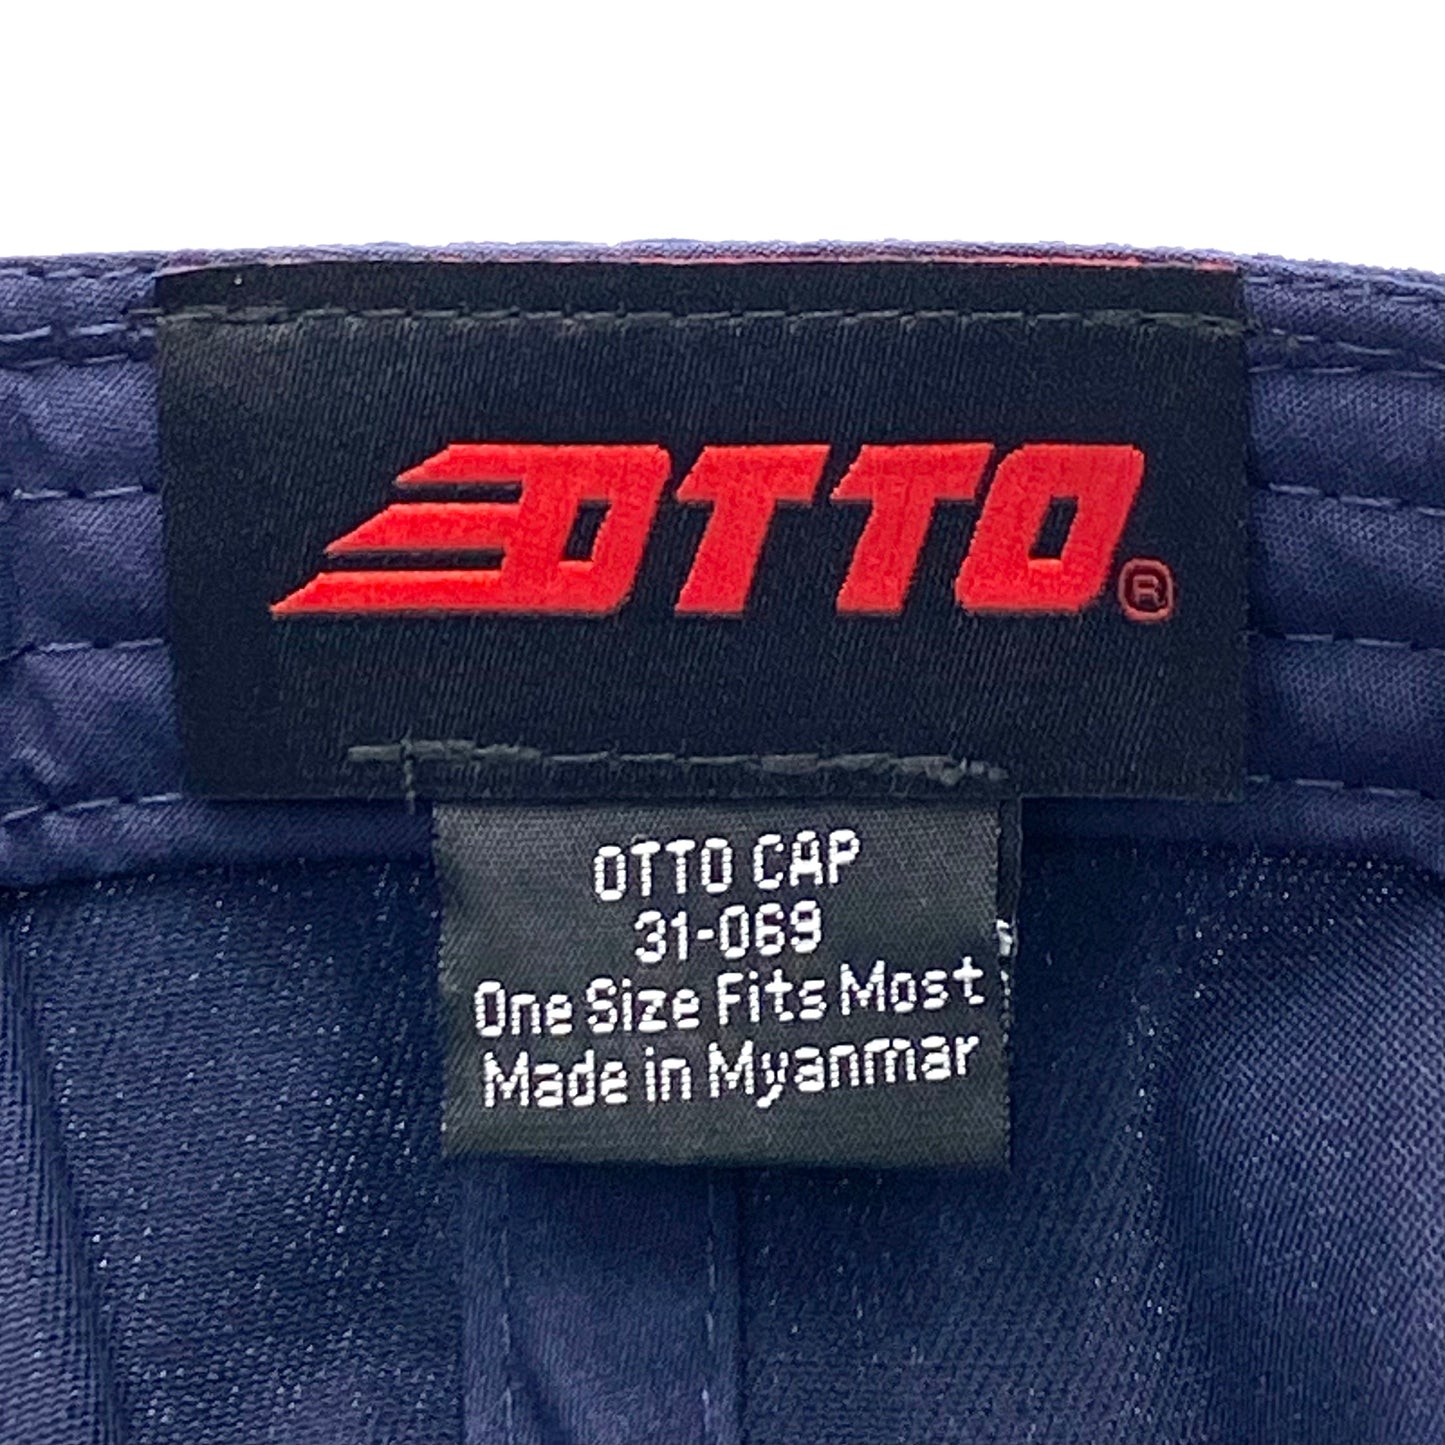 OTTO®
OTTO CAP
31-069
One Size Fits Most
Made in Myanmar